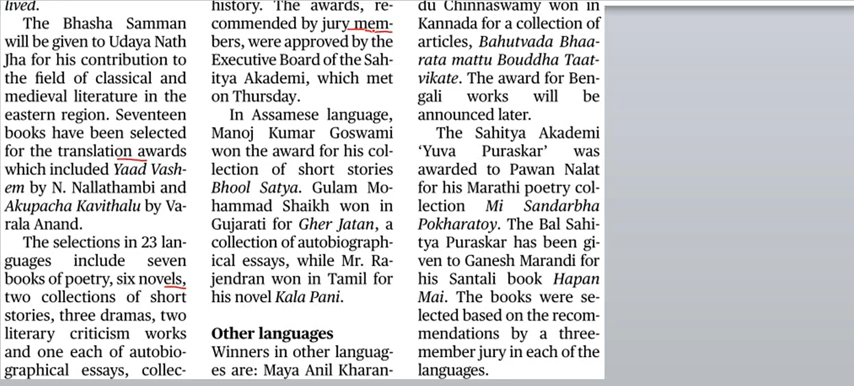 lived.
The Bhasha Samman
will be given to Udaya Nath
Jha for his contribution to
the field of classical and
medieval literature in the
eastern region. Seventeen
books have been selected
for the translation awards
which included Yaad Vash-
em by N. Nallathambi and
Akupacha Kavithalu by Va-
rala Anand.
The selections in 23 lan-
guages include seven
books of poetry, six novels,
two collections of short
stories, three dramas, two
literary criticism works
and one each of autobio-
graphical essays, collec-
history. The awards, re-
commended by jury mem-
bers, were approved by the
Executive Board of the Sah-
itya Akademi, which met
on Thursday.
In Assamese language,
Manoj Kumar Goswami
won the award for his col-
lection of short stories
Bhool Satya. Gulam Mo-
hammad Shaikh won in
Gujarati for Gher Jatan, a
collection of autobiograph-
ical essays, while Mr. Ra-
jendran won in Tamil for
his novel Kala Pani.
Other languages
Winners in other languag-
es are: Maya Anil Kharan-
du Chinnaswamy won in
Kannada for a collection of
articles, Bahutvada Bhaa-
rata mattu Bouddha Taat-
vikate. The award for Ben-
gali works will be
announced later.
The Sahitya Akademi
‘Yuva Puraskar’ was
awarded to Pawan Nalat
for his Marathi poetry col-
lection Mi Sandarbha
Pokharatoy. The Bal Sahi-
tya Puraskar has been gi-
ven to Ganesh Marandi for
his Santali book Hapan
Mai. The books were se-
lected based on the recom-
mendations by a three-
member jury in each of the
languages.